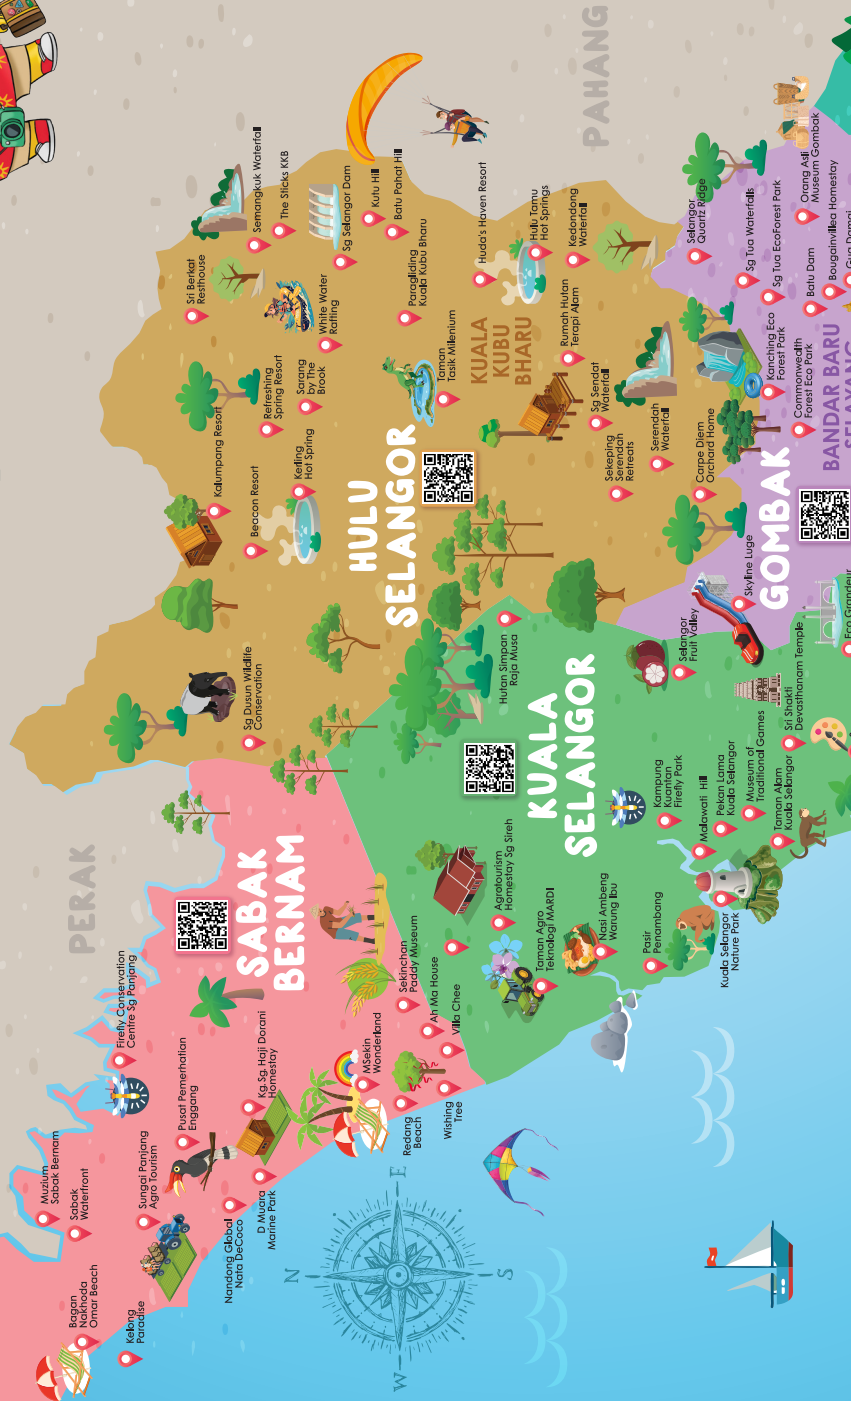 PERAK
PAHANG
SABAK
BERNAM
Muzium
Sabak Bernam
Sabak
Waterfront
Bagan
Nakhoda
Omar Beach
Kelong
Paradise
Firefly Conservation
Centre Sg Panjang
Sungai Panjang
Agro Tourism
Pusat Pemerhatian
Enggang
Nandong Global
Nata DeCoco
D Muara
Marine Park
Kg.Sg. Haji Dorani
Homestay
MSekin
Wonderland
Redang
Beach
Wishing
Tree
Sekinchan
Paddy Museum
Ah Ma House
Villa Chee
N
E
S
W
HULU
SELANGOR
Sg Dusun Wildlife
Conservation
Beacon Resort
Kalumpang Resort
Kerling
Hot Spring
Refreshing
Spring Resort
Sarang
by The
Brook
Sri Berkat
Resthouse
White Water
Rafting
Semangkuk Waterfall
The Sticks KKB
Sg Selangor Dam
Kutu Hill
Batu Pahat Hill
Paragliding
Kuala Kubu Bharu
Taman
Tasik Milenium
KUALA
KUBU
BHARU
Huda's Haven Resort
Hulu Tamu
Hot Springs
Kedondong
Waterfall
Rumah Hutan
Terapi Alam
Sg Sendat
Waterfall
Sekeping
Serendah
Retreats
Serendah
Waterfall
Carpe Diem
Orchard Home
KUALA
SELANGOR
Hutan Simpan
Raja Musa
Agrotourism
Homestay Sg Sireh
Taman Agro
Teknologi MARDI
Nasi Ambeng
Warung Ibu
Pasir
Penambang
Kuala Selangor
Nature Park
Kampung
Kuantan
Firefly Park
Malawati Hill
Pekan Lama
Kuala Selangor
Museum of
Traditional Games
Taman Alam
Kuala Selangor
Sri Shakti
Devasthanam Temple
Selangor
Fruit Valley
Eco Grandeur
GOMBAK
Skyline Luge
Selangor
Quartz Ridge
Sg Tua Waterfalls
Sg Tua EcoForest Park
Orang Asli
Museum Gombak
Batu Dam
Bougainvillea Homestay
Gua Damai
Kanching Eco
Forest Park
Commonwealth
Forest Eco Park
BANDAR BARU
SELAYANG